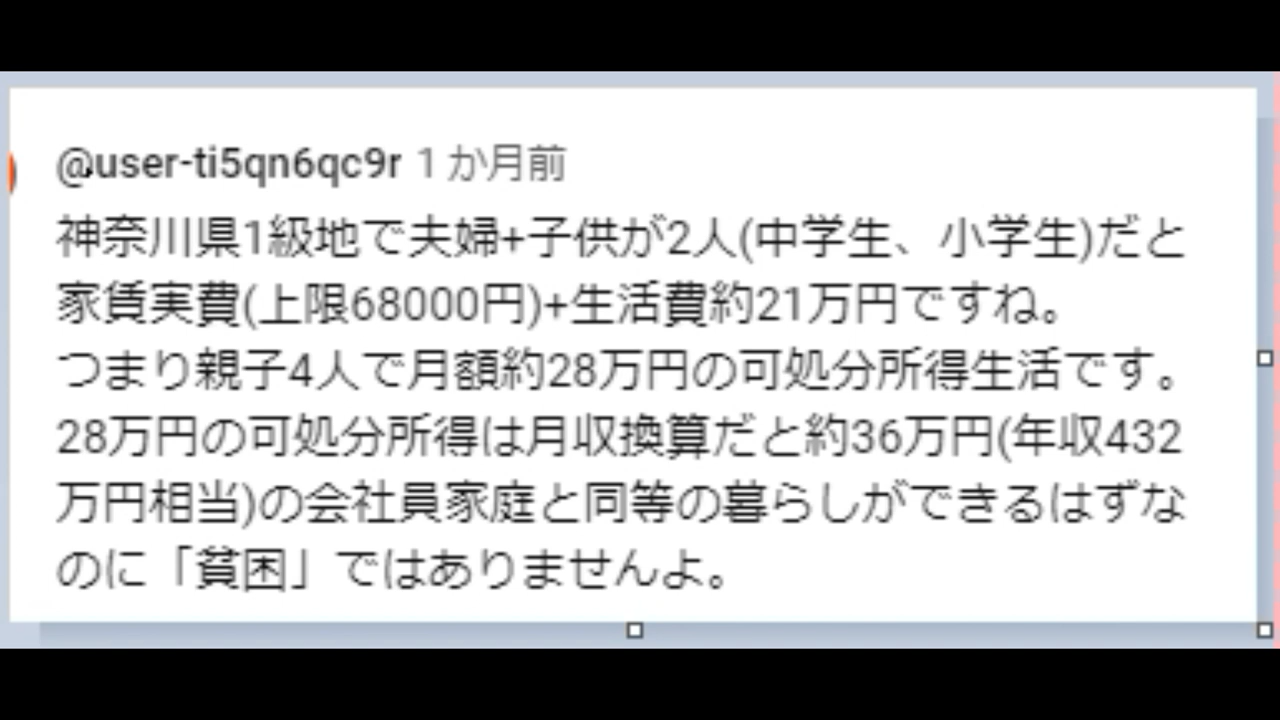 @user-ti5qn6qc9r 1か月前
神奈川県1級地で夫婦+子供が2人(中学生、小学生)だと
家賃実費(上限68000円)+生活費約21万円ですね。
つまり親子4人で月額約28万円の可処分所得生活です。
28万円の可処分所得は月収換算だと約36万円(年収432
万円相当)の会社員家庭と同等の暮らしができるはずな
のに「貧困」ではありませんよ。